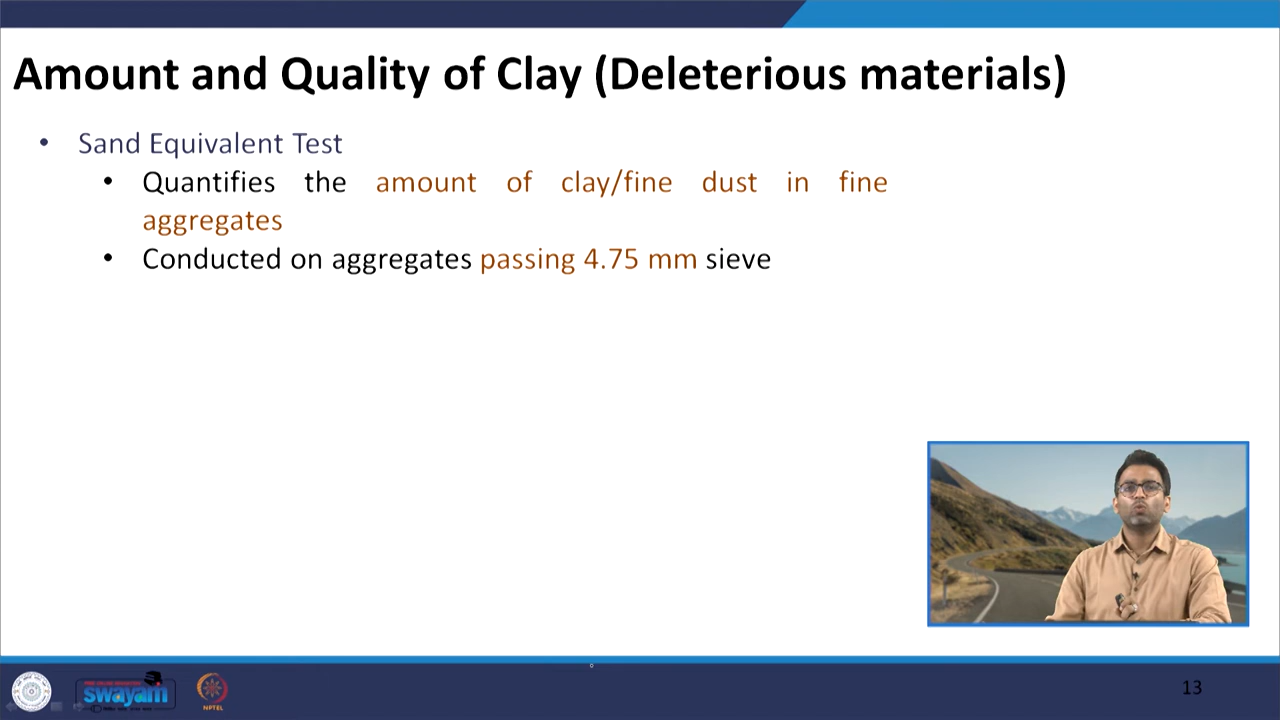 Amount and Quality of Clay (Deleterious materials)
• Sand Equivalent Test
• Quantifies the amount of clay/fine dust in fine
aggregates
• Conducted on aggregates passing 4.75 mm sieve
13
swayam
NPTEL